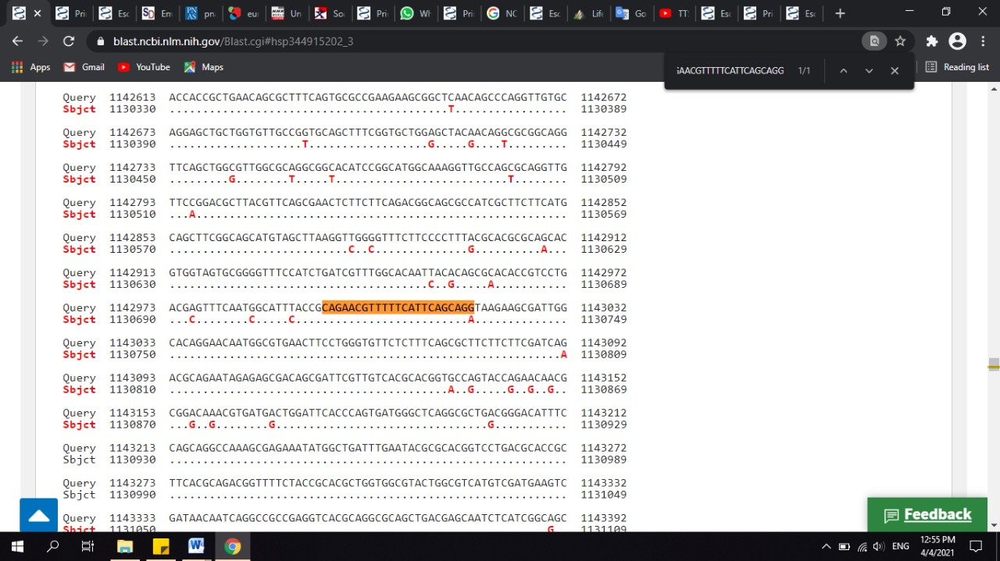 Pri Esc Env pna eur Un So. Pri Wh Pri NC Esc Life Go TTS Esc Pri Esc
blast.ncbi.nlm.nih.gov/Blast.cgi#hsp344915202_3
Apps Gmail YouTube Maps
AACGTTTTTCATTCAGCAGG 1/1
Reading list
Query 1142613 ACCACCGCTGAACAGCGCTTTCAGTGCGCCGAAGAAGCGGCTCAACAGCCCAGGTTGTGC 1142672
Sbjct 1130330 ..........................................T................. 1130389
Query 1142673 AGGAGCTGCTGGTGTTGCCGGTGCAGCTTTCGGTGCTGGAGCTACAACAGGCGCGGCAGG 1142732
Sbjct 1130390 ....................T..................G.....G....T......... 1130449
Query 1142733 TTCAGCTGGCGTTGGCGCAGGCGGCACATCCGGCATGGCAAAGGTTGCCAGCGCAGGTTG 1142792
Sbjct 1130450 .........G........T.....T..........................T........ 1130509
Query 1142793 TTCCGGACGCTTACGTTCAGCGAACTCTTCTTCAGACGGCAGCGCCATCGCTTCTTCATG 1142852
Sbjct 1130510 ...A........................................................ 1130569
Query 1142853 CAGCTTCGGCAGCATGTAGCTTAAGGTTGGGGTTTCTTCCCCTTTACGCACGCGCAGCAC 1142912
Sbjct 1130570 ...........................C..C..............G..........A... 1130629
Query 1142913 GTGGTAGTGCGGGGTTTCCATCTGATCGTTTGGCACAATTACACAGCGCACACCGTCCTG 1142972
Sbjct 1130630 .......................................C..G.....A........... 1130689
Query 1142973 ACGAGTTTCAATGGCATTTACCGCAGAACGTTTTTCATTCAGCAGGTAAGAAGCGATTGG 1143032
Sbjct 1130690 ...C........C.....C..........................A.............. 1130749
Query 1143033 CACAGGAACAATGGCGTGAACTTCCTGGGTGTTCTCTTTCAGCGCTTCTTCTTCGATCAG 1143092
Sbjct 1130750 ...........................................................A 1130809
Query 1143093 ACGCAGAATAGAGAGCGACAGCGATTCGTTGTCACGCACGGTGCCAGTACCAGAACAACG 1143152
Sbjct 1130810 ..........................................A..G.....G..G..G.. 1130869
Query 1143153 CGGACAAACGTGATGACTGGATTCACCCAGTGATGGGCTCAGGCGCTGACGGGACATTTC 1143212
Sbjct 1130870 ...G..G........G................................G........... 1130929
Query 1143213 CAGCAGGCCAAAGCGAGAAATATGGCTGATTTGAATACGCGCACGGTCCTGACGCACCGC 1143272
Sbjct 1130930 ............................................................ 1130989
Query 1143273 TTCACGCAGACGGTTTTCTACCGCACGCTGGTGGCGTACTGGCGTCATGTCGATGAAGTC 1143332
Sbjct 1130990 ............................................................ 1131049
Query 1143333 GATAACAATCAGGCCGCCGAGGTCACGCAGGCGCAGCTGACGAGCAATCTCATCGGCAGC 1143392
Sbjct 1131050 .........................................................G.. 1131109
Feedback
ENG
12:55 PM
4/4/2021